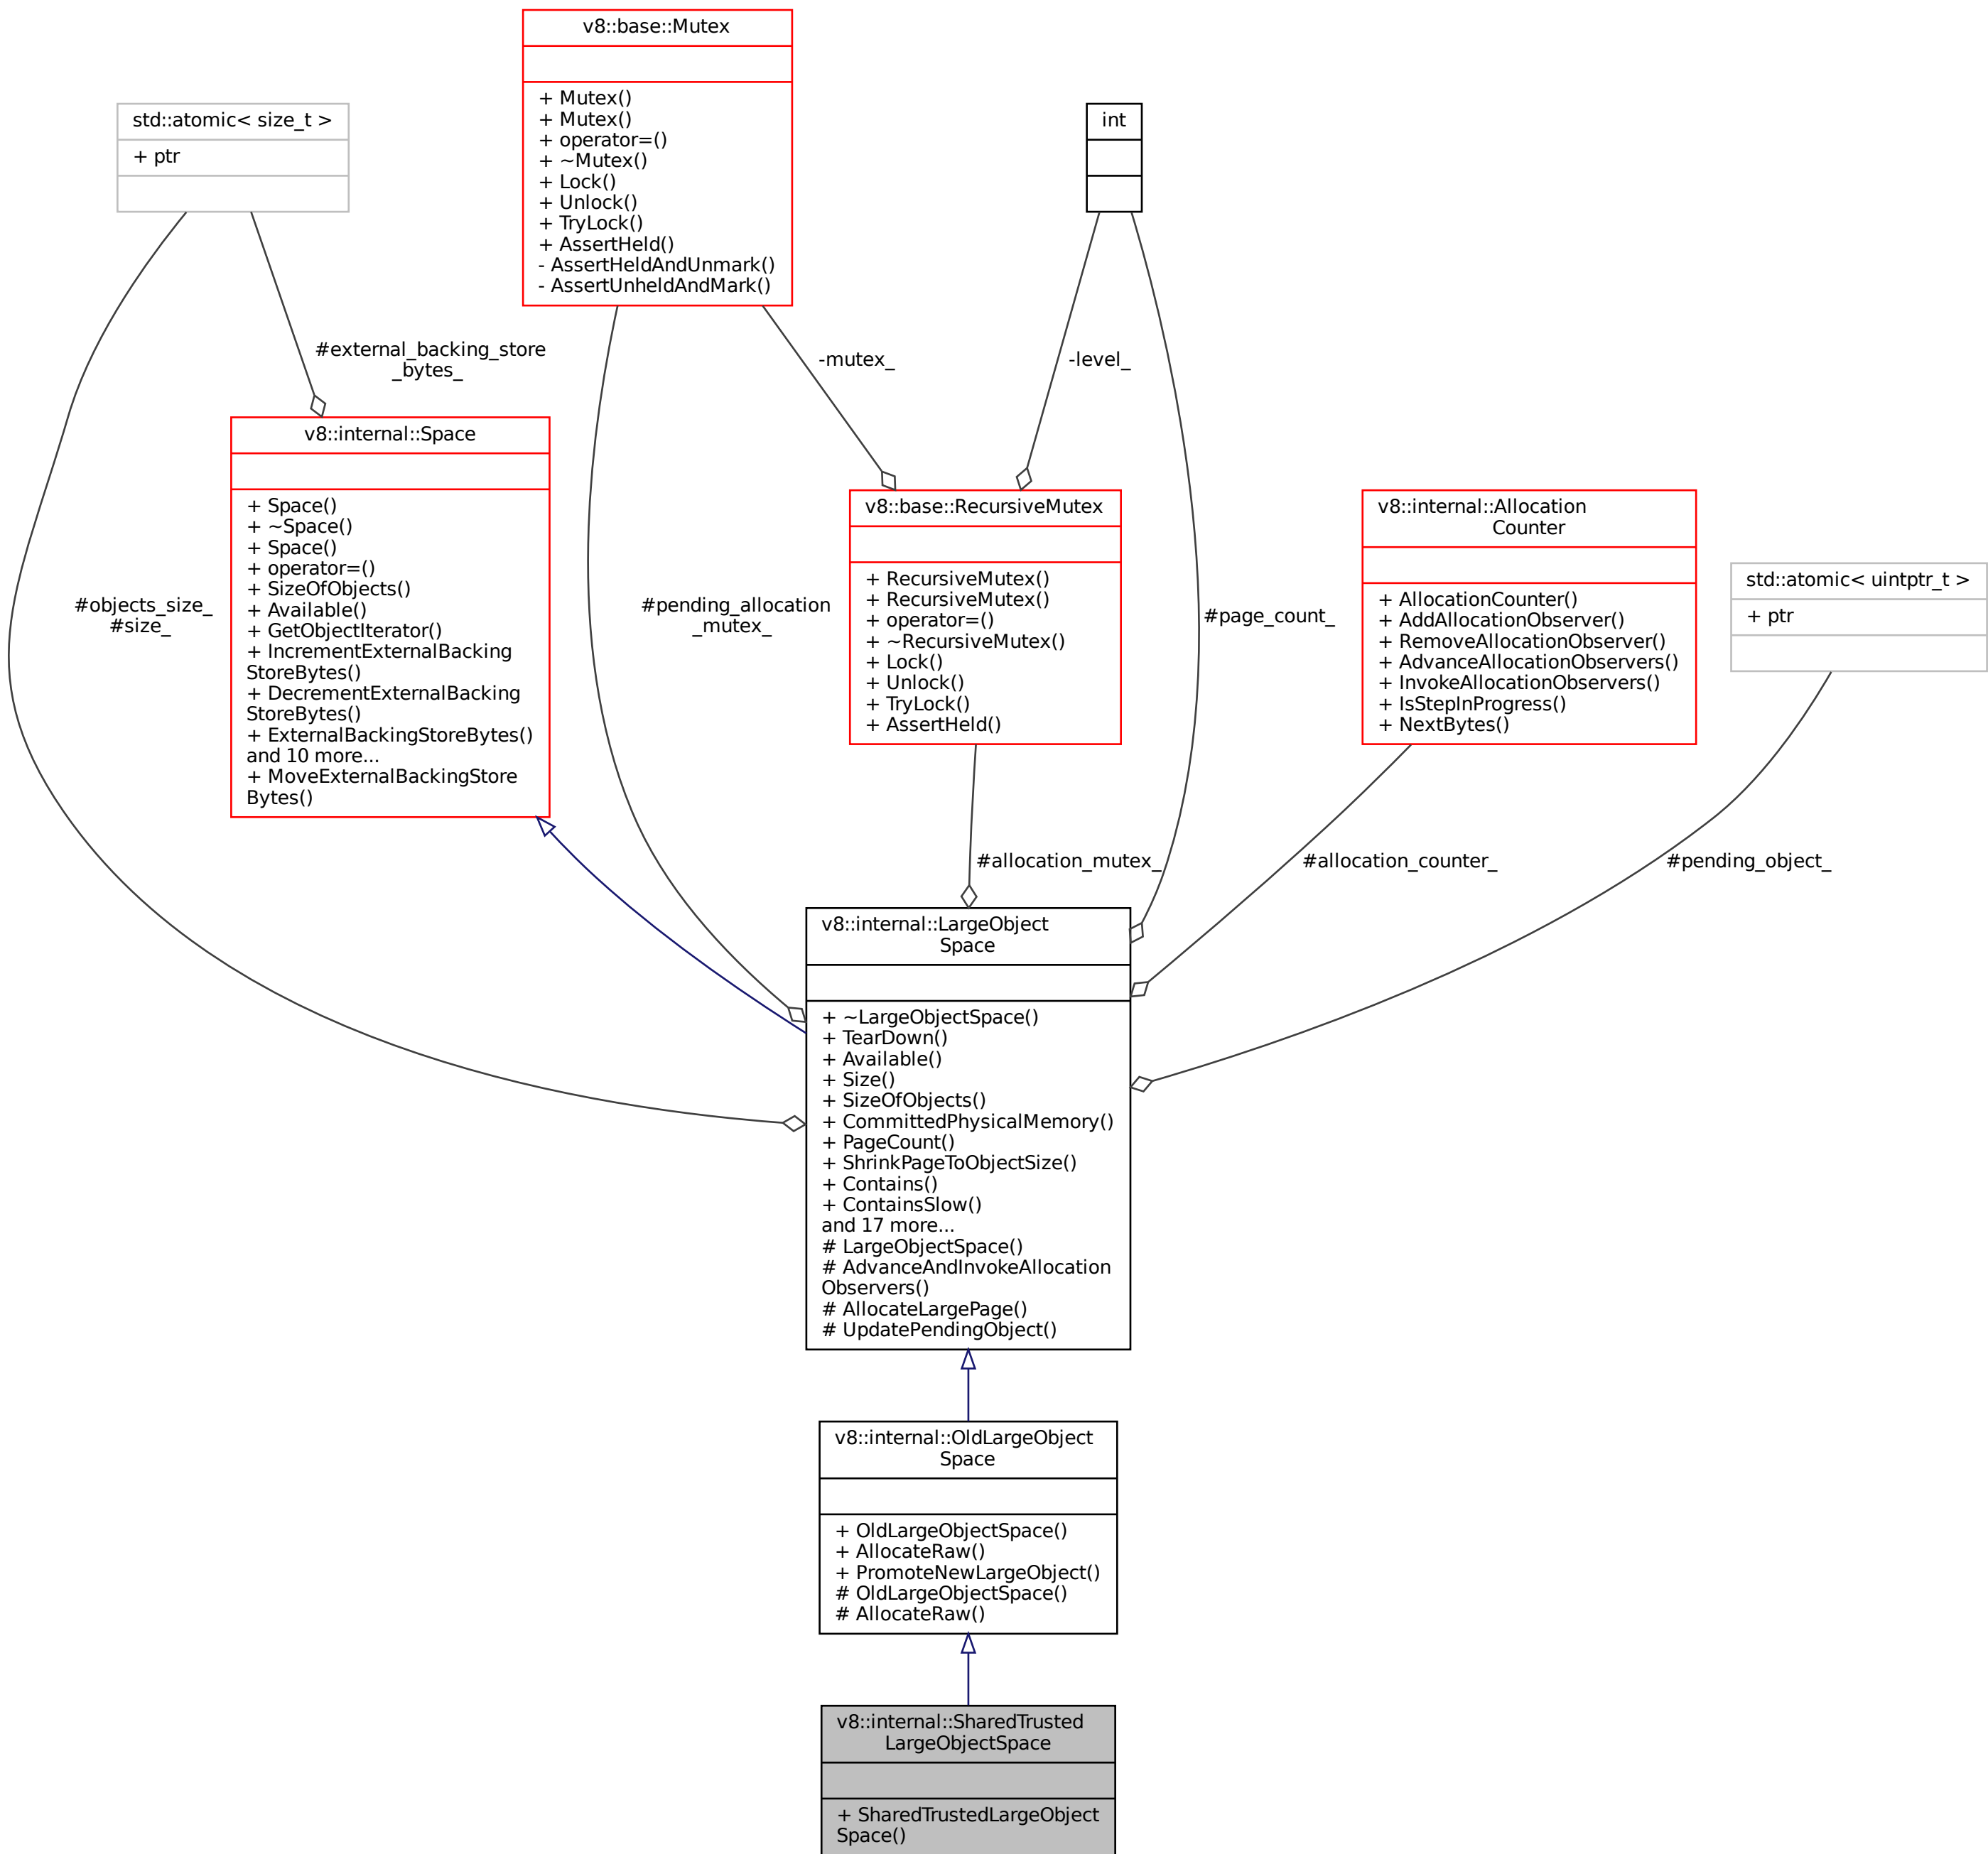 v8::base::Mutex
+ Mutex()
+ Mutex()
+ operator=()
+ ~Mutex()
+ Lock()
+ Unlock()
+ TryLock()
+ AssertHeld()
- AssertHeldAndUnmark()
- AssertUnheldAndMark()
std::atomic< size_t >
+ ptr
int
#external_backing_store
_bytes_
-mutex_
-level_
v8::internal::Space
+ Space()
+ ~Space()
+ Space()
+ operator=()
+ SizeOfObjects()
+ Available()
+ GetObjectIterator()
+ IncrementExternalBacking
StoreBytes()
+ DecrementExternalBacking
StoreBytes()
+ ExternalBackingStoreBytes()
and 10 more...
+ MoveExternalBackingStore
Bytes()
v8::base::RecursiveMutex
+ RecursiveMutex()
+ RecursiveMutex()
+ operator=()
+ ~RecursiveMutex()
+ Lock()
+ Unlock()
+ TryLock()
+ AssertHeld()
v8::internal::Allocation
Counter
+ AllocationCounter()
+ AddAllocationObserver()
+ RemoveAllocationObserver()
+ AdvanceAllocationObservers()
+ InvokeAllocationObservers()
+ IsStepInProgress()
+ NextBytes()
std::atomic< uintptr_t >
+ ptr
#objects_size_
#size_
#pending_allocation
_mutex_
#page_count_
#allocation_mutex_
#allocation_counter_
#pending_object_
v8::internal::LargeObject
Space
+ ~LargeObjectSpace()
+ TearDown()
+ Available()
+ Size()
+ SizeOfObjects()
+ CommittedPhysicalMemory()
+ PageCount()
+ ShrinkPageToObjectSize()
+ Contains()
+ ContainsSlow()
and 17 more...
# LargeObjectSpace()
# AdvanceAndInvokeAllocation
Observers()
# AllocateLargePage()
# UpdatePendingObject()
v8::internal::OldLargeObject
Space
+ OldLargeObjectSpace()
+ AllocateRaw()
+ PromoteNewLargeObject()
# OldLargeObjectSpace()
# AllocateRaw()
v8::internal::SharedTrusted
LargeObjectSpace
+ SharedTrustedLargeObject
Space()